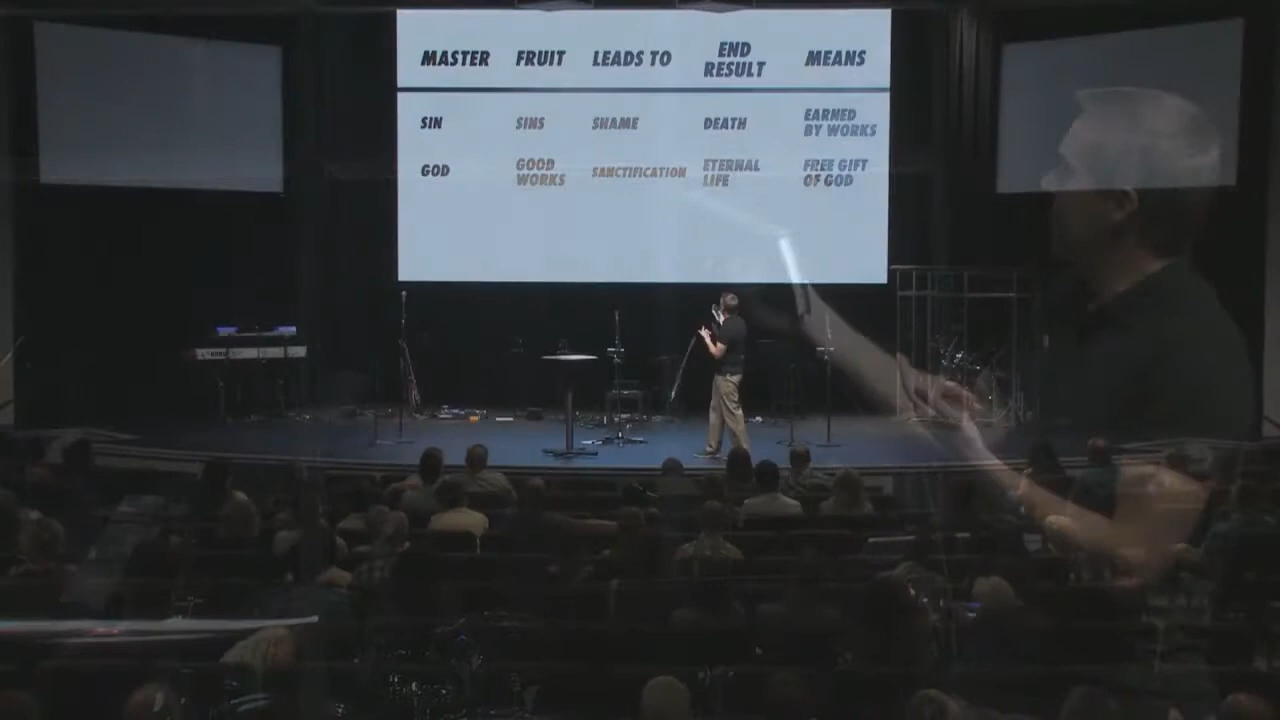 MASTER FRUIT LEADS TO END RESULT MEANS
SIN SINS SHAME DEATH EARNED BY WORKS
GOD GOOD WORKS SANCTIFICATION ETERNAL LIFE FREE GIFT OF GOD
KORG